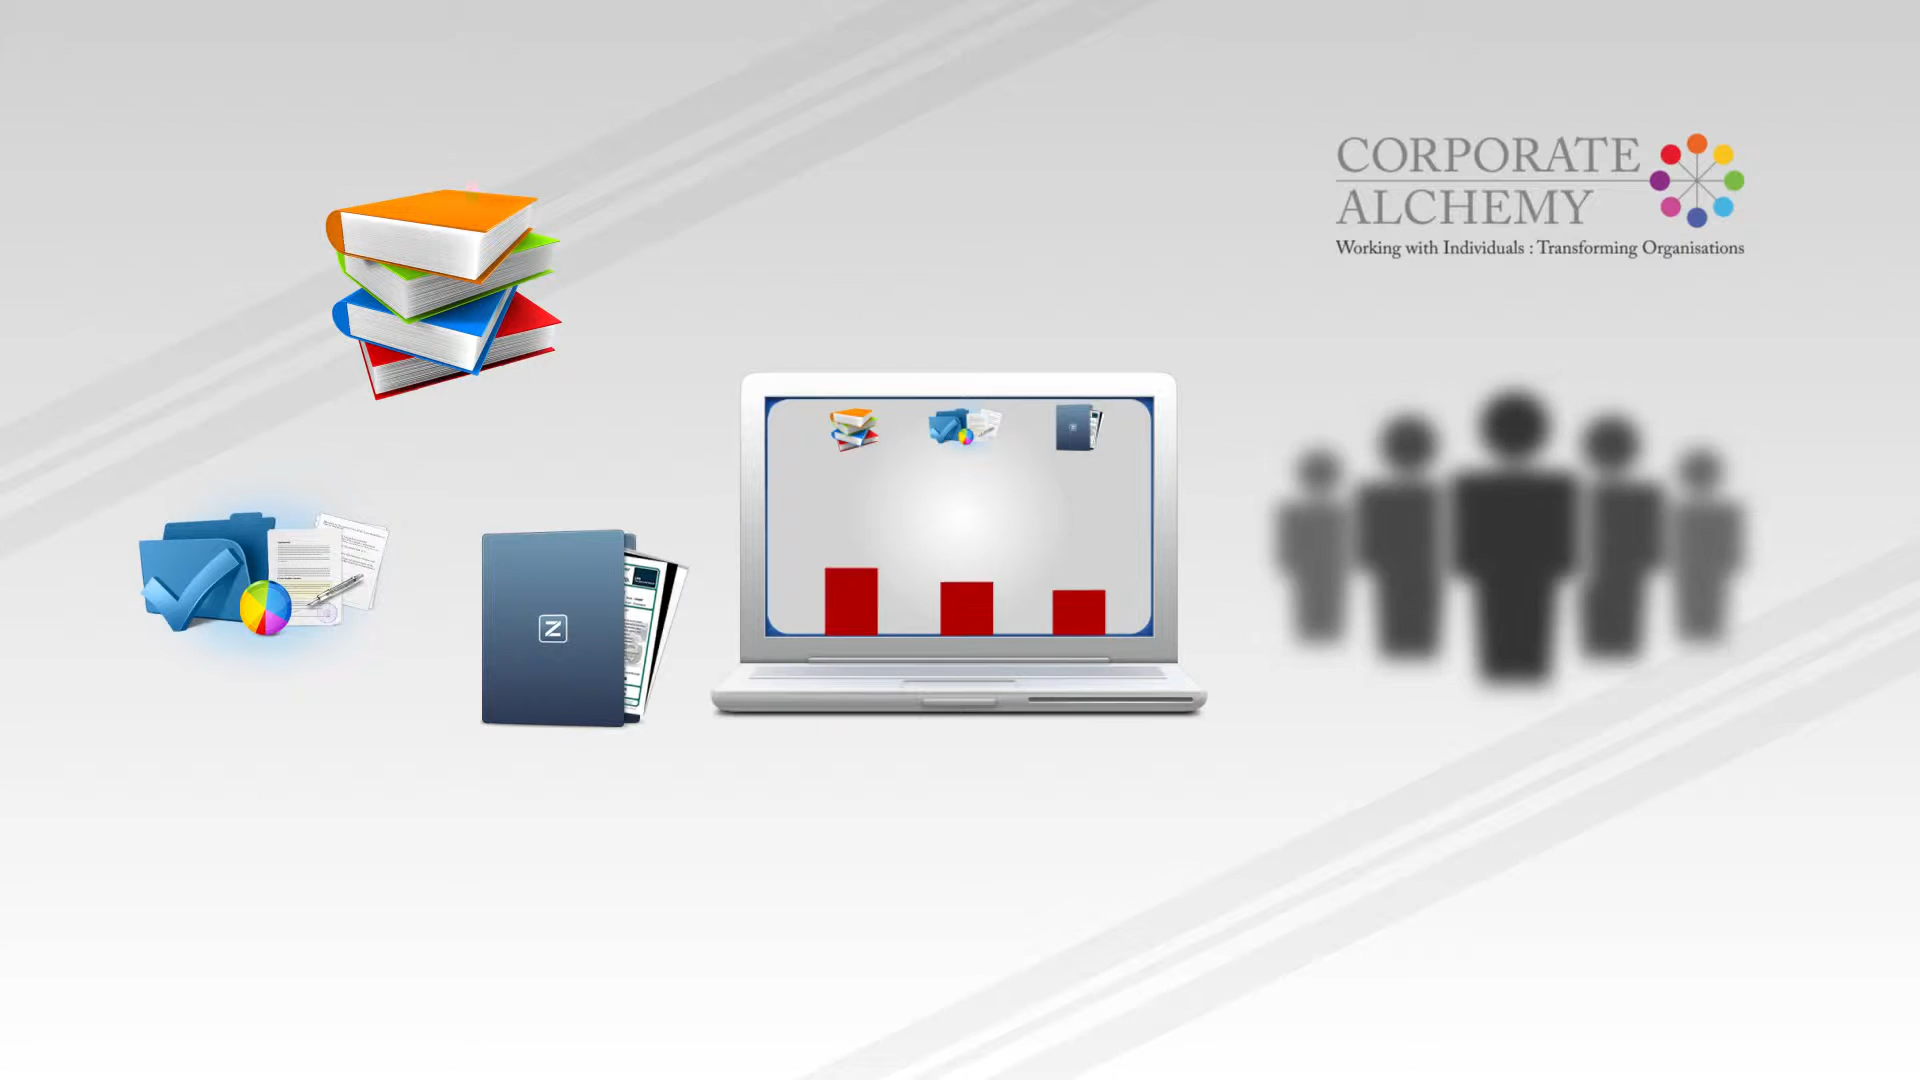 CORPORATE
ALCHEMY
Working with Individuals : Transforming Organisations
Z